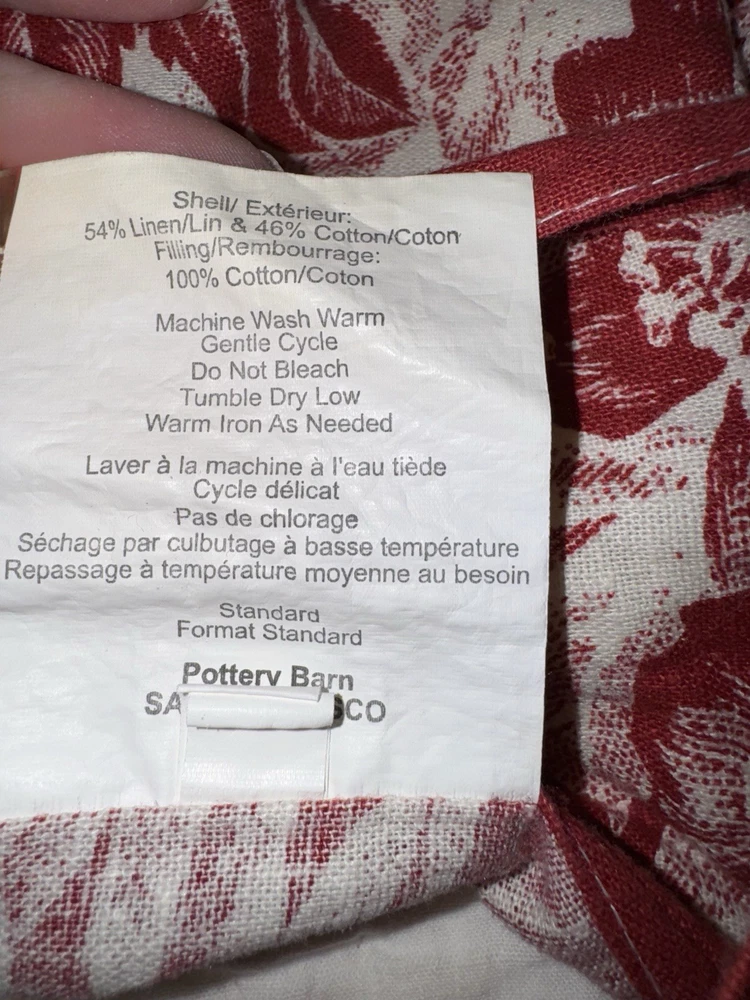 Shell/ Extérieur:
54% Linen/Lin & 46% Cotton/Coton
Filling/Rembourrage:
100% Cotton/Coton
Machine Wash Warm
Gentle Cycle
Do Not Bleach
Tumble Dry Low
Warm Iron As Needed
Laver à la machine à l'eau tiède
Cycle délicat
Pas de chlorage
Séchage par culbutage à basse température
Repassage à température moyenne au besoin
Standard
Format Standard
Pottery Barn